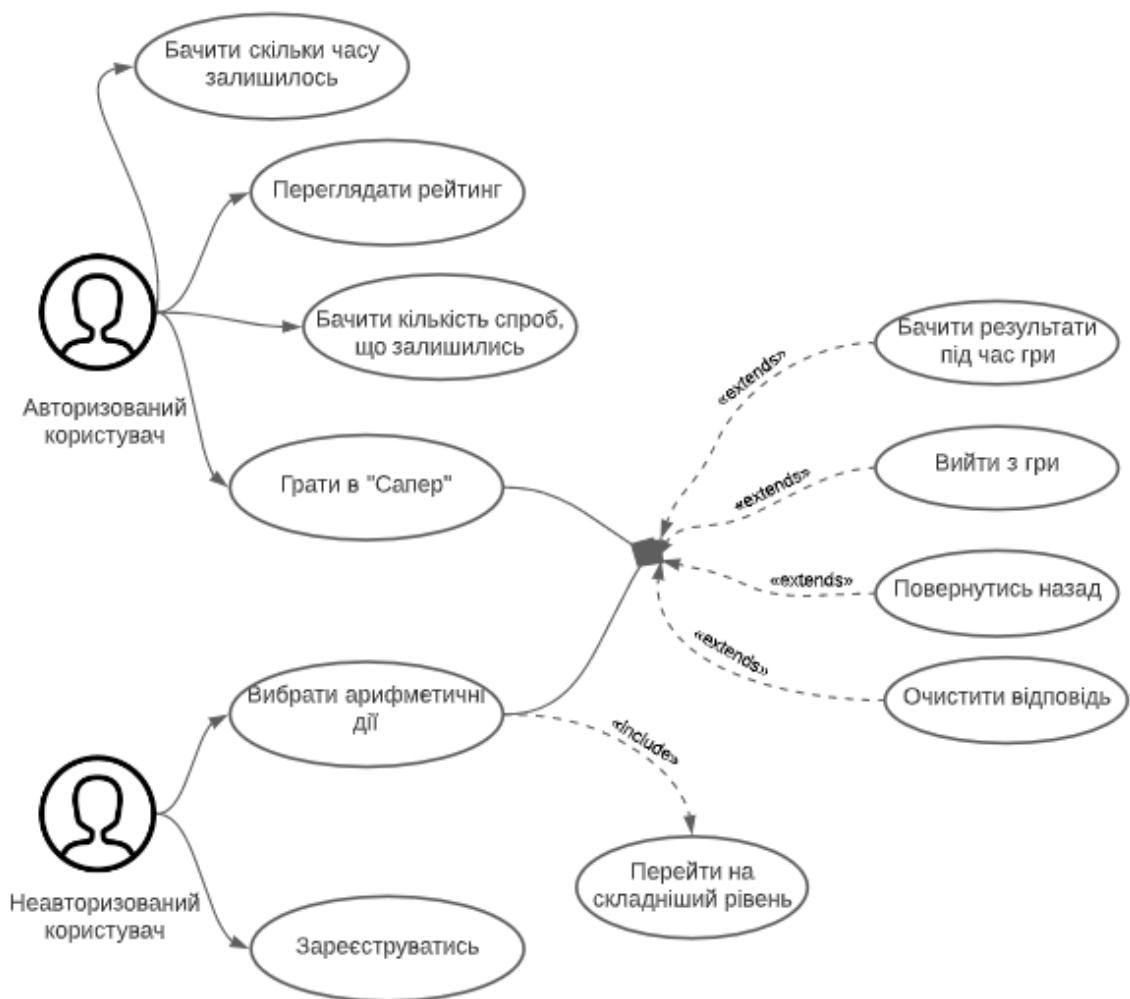 Бачити скільки часу
залишилось
Переглядати рейтинг
Бачити кількість спроб,
що залишились
Авторизований
користувач
Грати в "Сапер"
Бачити результати
під час гри
«extends»
Вийти з гри
«extends»
Повернутись назад
«extends»
Очистити відповідь
«extends»
Вибрати арифметичні
дії
«include»
Перейти на
складніший рівень
Неавторизований
користувач
Зареєструватись